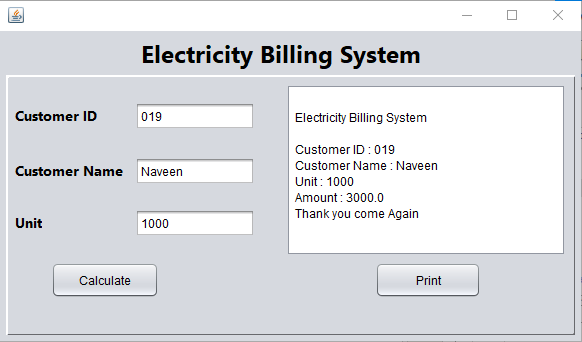 Electricity Billing System
Customer ID
019
Customer Name
Naveen
Unit
1000
Calculate
Electricity Billing System
Customer ID : 019
Customer Name : Naveen
Unit : 1000
Amount : 3000.0
Thank you come Again
Print